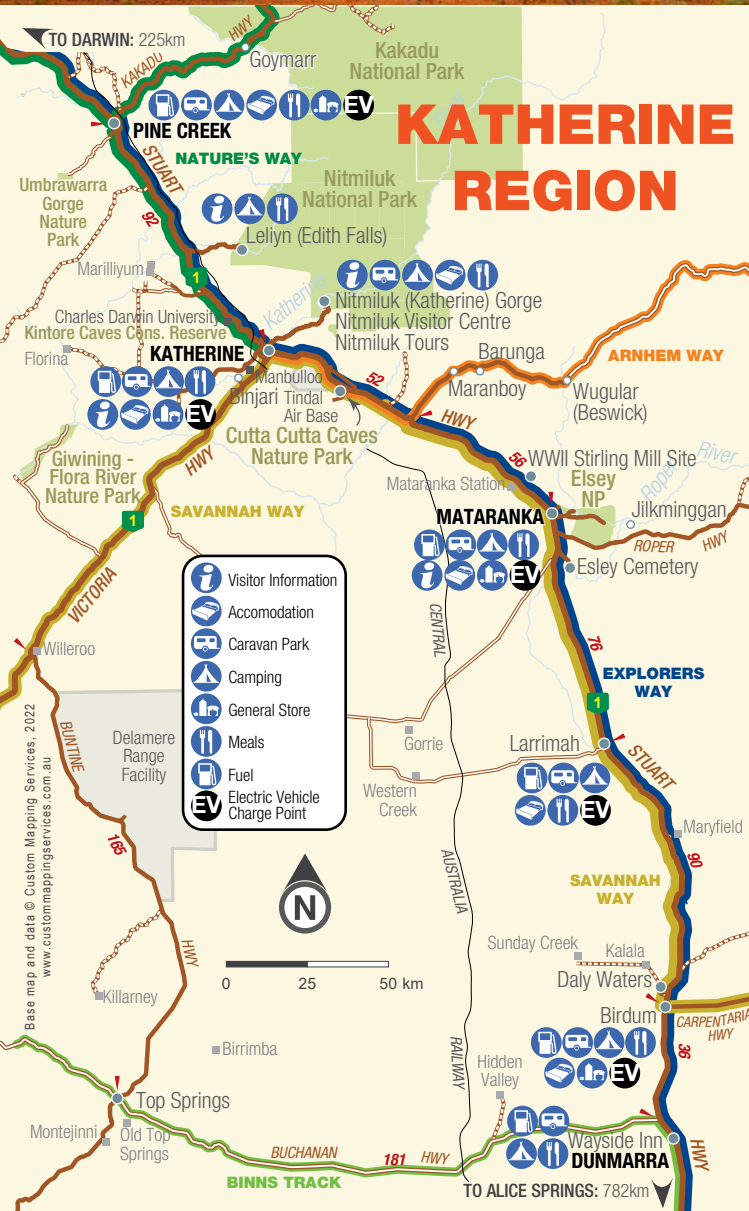 TO DARWIN: 225km
HWY
KAKADU
Goymarr
Kakadu
National Park
EV
KATHERINE
REGION
PINE CREEK
STUART
NATURE'S WAY
Umbrawarra
Gorge
Nature
Park
92
Nitmiluk
National Park
Leliyn (Edith Falls)
Marilliyum
1
Katherine
Nitmiluk (Katherine) Gorge
Nitmiluk Visitor Centre
Nitmiluk Tours
Charles Darwin University
Kintore Caves Cons. Reserve
Florina
KATHERINE
Manbulloo
Binjari
Tindal
Air Base
52
Barunga
Maranboy
ARNHEM WAY
Wugular
(Beswick)
EV
HWY
Cutta Cutta Caves
Nature Park
HWY
56
WWII Stirling Mill Site
Giwining -
Flora River
Nature Park
Mataranka Station
Elsey
NP
Roper
River
SAVANNAH WAY
1
MATARANKA
Jilkminggan
ROPER
HWY
EV
Esley Cemetery
VICTORIA
Willeroo
i Visitor Information
Accomodation
Caravan Park
Camping
General Store
Meals
Fuel
EV Electric Vehicle
Charge Point
CENTRAL
76
EXPLORERS
WAY
1
BUNTINE
Delamere
Range
Facility
Gorrie
Larrimah
STUART
Western
Creek
EV
Maryfield
165
90
AUSTRALIA
SAVANNAH
WAY
N
HWY
0 25 50 km
Sunday Creek
Kalala
Daly Waters
Killarney
Birdum
CARPENTARIA
HWY
Birrimba
36
EV
RAILWAY
Hidden
Valley
Top Springs
Montejinni
Old Top
Springs
BUCHANAN
181
HWY
BINNS TRACK
Wayside Inn
DUNMARRA
HWY
TO ALICE SPRINGS: 782km
Base map and data © Custom Mapping Services, 2022
www.custommappingservices.com.au